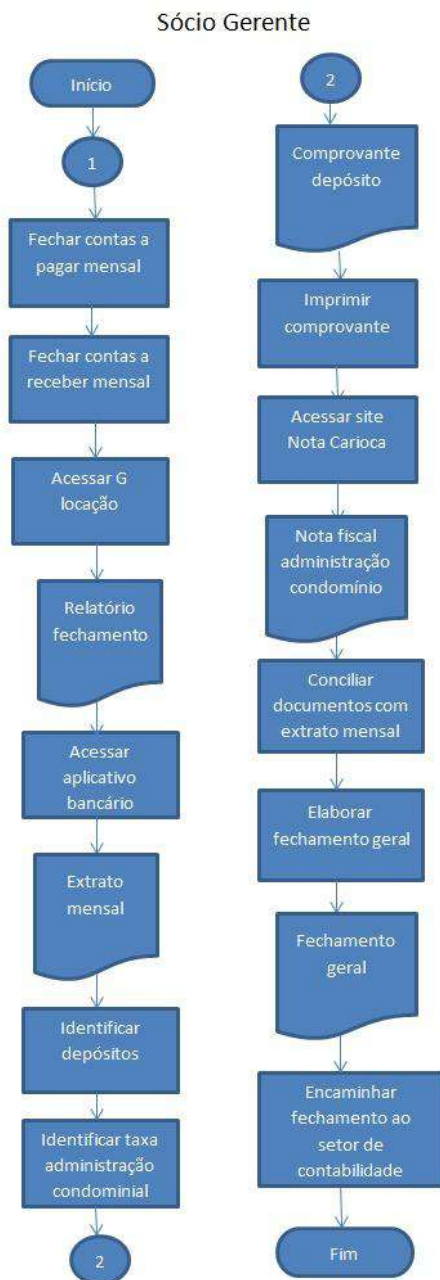 Sócio Gerente
Início
1
Fechar contas a
pagar mensal
Fechar contas a
receber mensal
Acessar G
locação
Relatório
fechamento
Acessar
aplicativo
bancário
Extrato
mensal
Identificar
depósitos
Identificar taxa
administração
condominial
2
2
Comprovante
depósito
Imprimir
comprovante
Acessar site
Nota Carioca
Nota fiscal
administração
condomínio
Conciliar
documentos com
extrato mensal
Elaborar
fechamento geral
Fechamento
geral
Encaminhar
fechamento ao
setor de
contabilidade
Fim